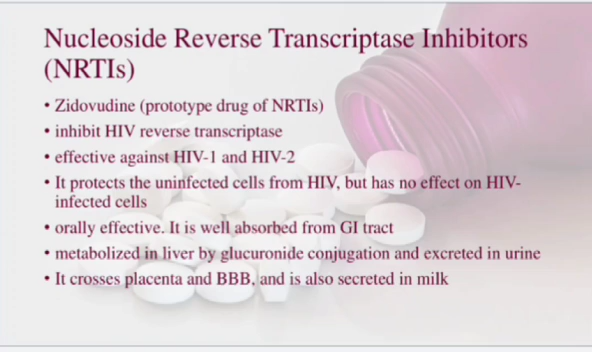 Nucleoside Reverse Transcriptase Inhibitors
(NRTIs)
• Zidovudine (prototype drug of NRTIs)
• inhibit HIV reverse transcriptase
• effective against HIV-1 and HIV-2
• It protects the uninfected cells from HIV, but has no effect on HIV-
infected cells
• orally effective. It is well absorbed from GI tract
• metabolized in liver by glucuronide conjugation and excreted in urine
• It crosses placenta and BBB, and is also secreted in milk